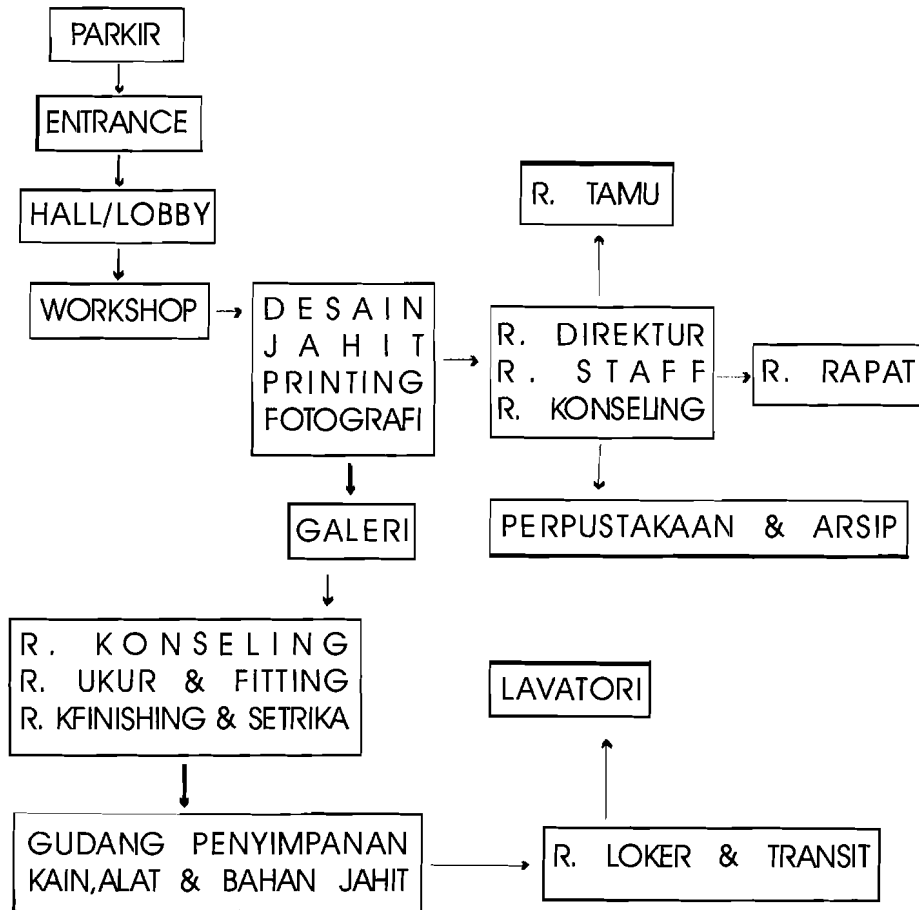 PARKIR
ENTRANCE
HALL/LOBBY
WORKSHOP
DESAIN
JAHIT
PRINTING
FOTOGRAFI
R. TAMU
R. DIREKTUR
R. STAFF
R. KONSELING
R. RAPAT
PERPUSTAKAAN & ARSIP
GALERI
R. KONSELING
R. UKUR & FITTING
R. KFINISHING & SETRIKA
LAVATORI
GUDANG PENYIMPANAN
KAIN,ALAT & BAHAN JAHIT
R. LOKER & TRANSIT